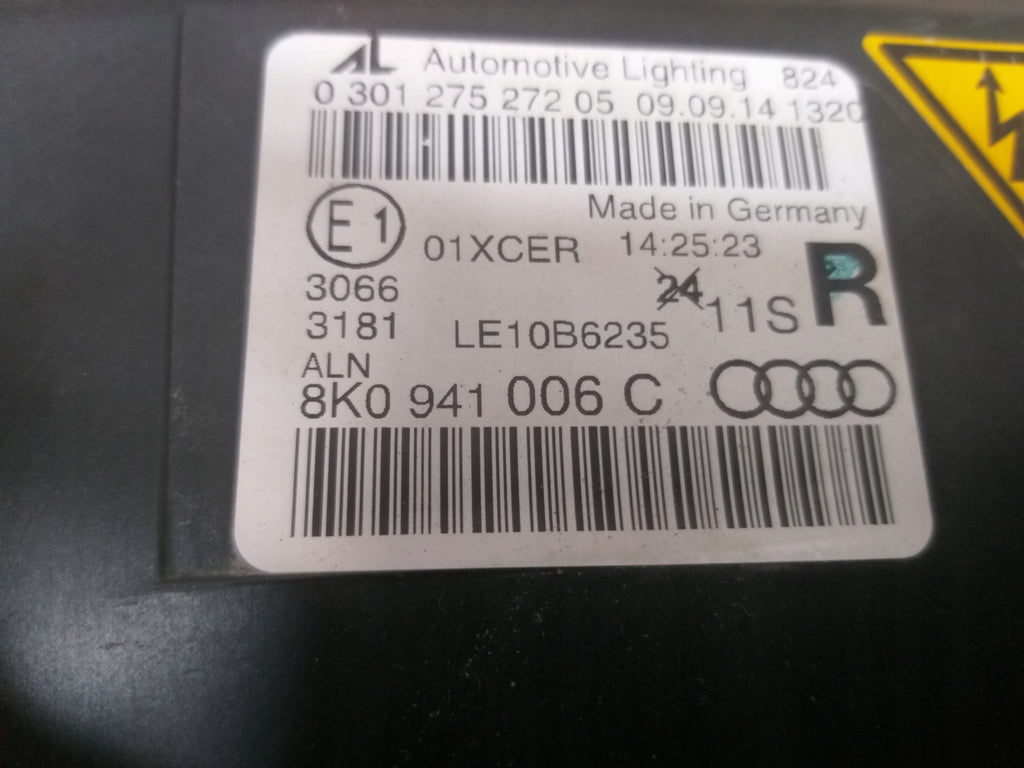 AL Automotive Lighting 824
0 301 275 272 05 09.09.14 1320
Made in Germany
E1 01XCER 14:25:23 R
3066 24 11S
3181 LE10B6235
ALN
8K0 941 006 C